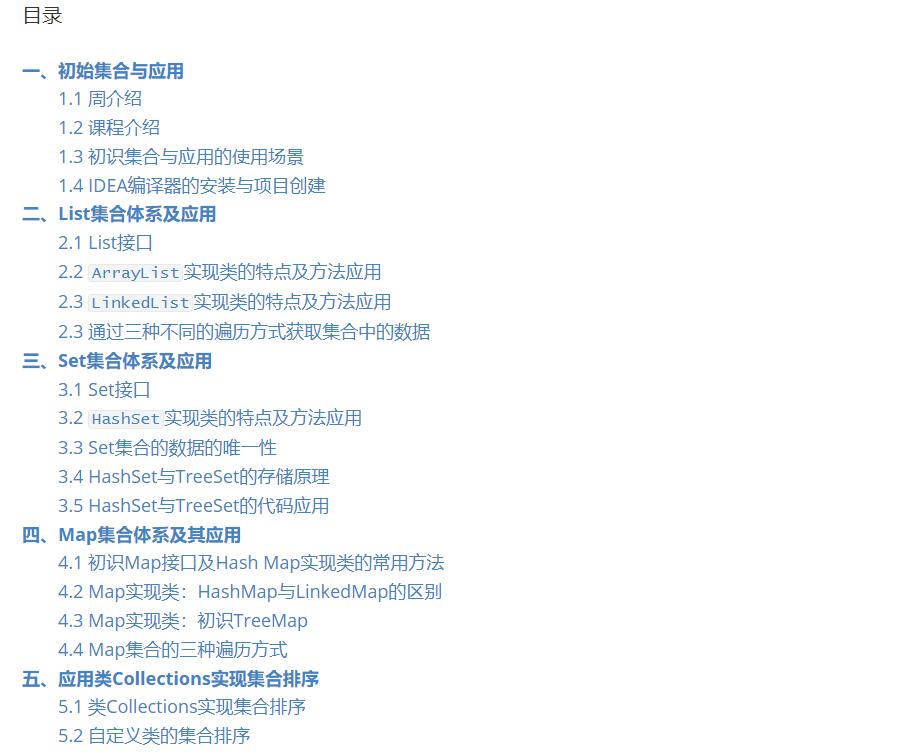 目录
一、初始集合与应用
1.1 周介绍
1.2 课程介绍
1.3 初识集合与应用的使用场景
1.4 IDEA编译器的安装与项目创建
二、List集合体系及应用
2.1 List接口
2.2 ArrayList实现类的特点及方法应用
2.3 LinkedList实现类的特点及方法应用
2.3 通过三种不同的遍历方式获取集合中的数据
三、Set集合体系及应用
3.1 Set接口
3.2 HashSet实现类的特点及方法应用
3.3 Set集合的数据的唯一性
3.4 HashSet与TreeSet的存储原理
3.5 HashSet与TreeSet的代码应用
四、Map集合体系及其应用
4.1 初识Map接口及Hash Map实现类的常用方法
4.2 Map实现类：HashMap与LinkedMap的区别
4.3 Map实现类：初识TreeMap
4.4 Map集合的三种遍历方式
五、应用类Collections实现集合排序
5.1 类Collections实现集合排序
5.2 自定义类的集合排序